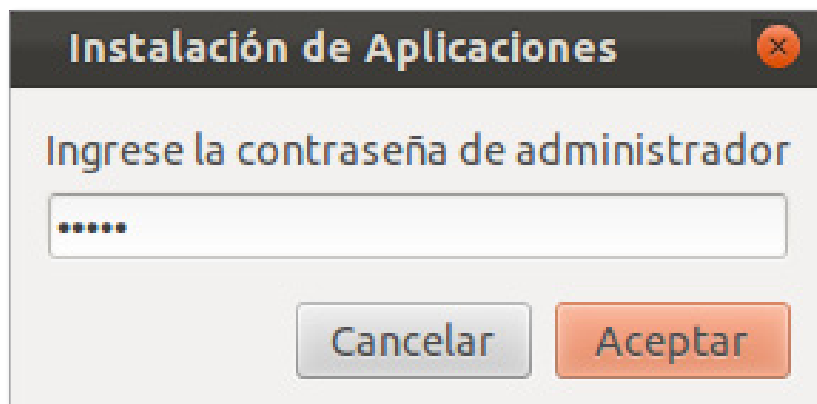 Instalación de Aplicaciones
Ingrese la contraseña de administrador
•••••
Cancelar Aceptar